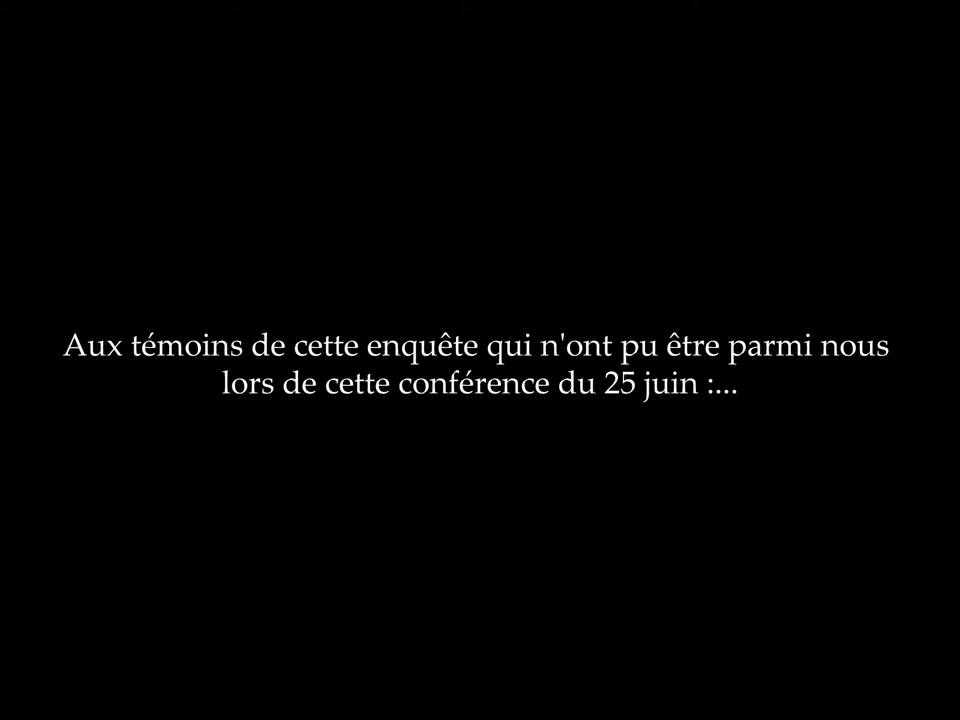 Aux témoins de cette enquête qui n'ont pu être parmi nous
lors de cette conférence du 25 juin :...